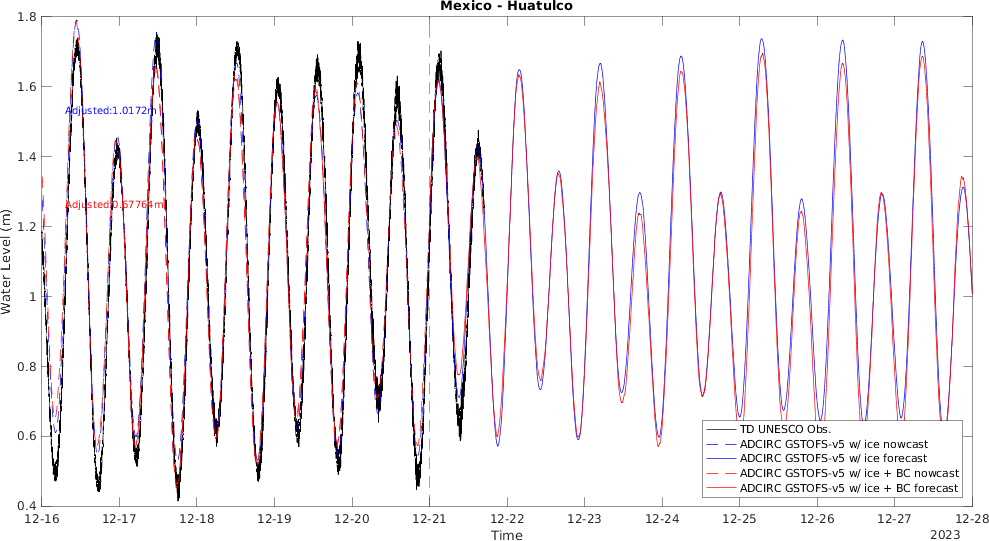 Mexico - Huatulco
1.8
1.6
1.4
1.2
1
0.8
0.6
0.4
Water Level (m)
Adjusted:1.0172m
Adjusted:0.67764m
TD UNESCO Obs.
ADCIRC GSTOFS-v5 w/ ice nowcast
ADCIRC GSTOFS-v5 w/ ice forecast
ADCIRC GSTOFS-v5 w/ ice + BC nowcast
ADCIRC GSTOFS-v5 w/ ice + BC forecast
12-16 12-17 12-18 12-19 12-20 12-21 12-22 12-23 12-24 12-25 12-26 12-27 12-28
Time
2023